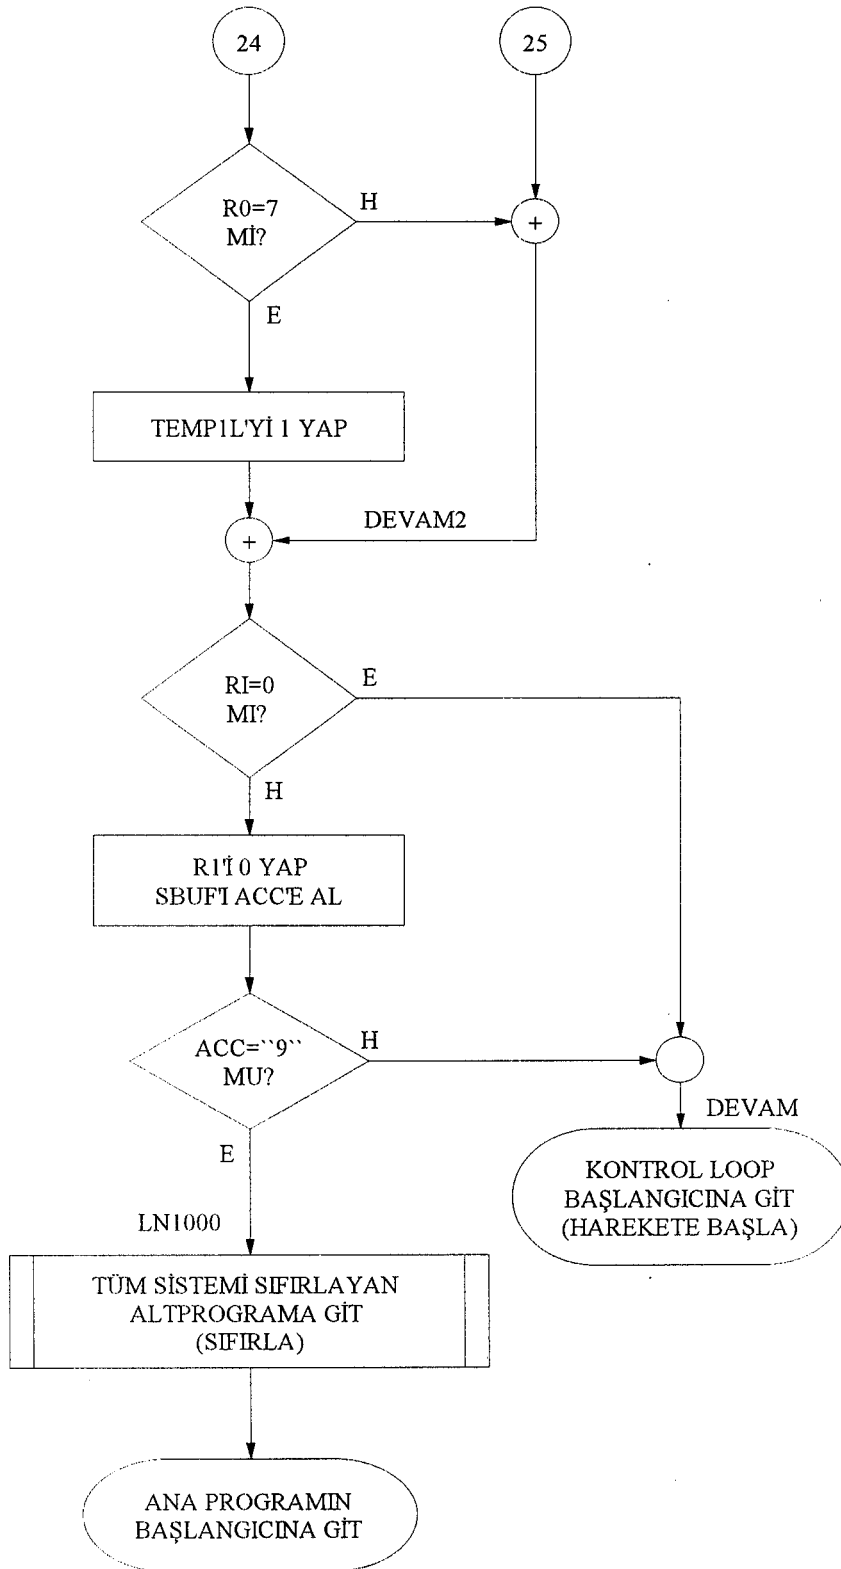 24
25
R0=7
Mİ?
H
+
E
TEMP1L'Yİ 1 YAP
DEVAM2
+
RI=0
MI?
E
H
R1'İ 0 YAP
SBUF'I ACC'E AL
ACC=``9``
MU?
H
DEVAM
E
KONTROL LOOP
BAŞLANGICINA GİT
(HAREKETE BAŞLA)
LN1000
TÜM SİSTEMİ SIFIRLAYAN
ALTPROGRAMA GİT
(SIFIRLA)
ANA PROGRAMIN
BAŞLANGICINA GİT